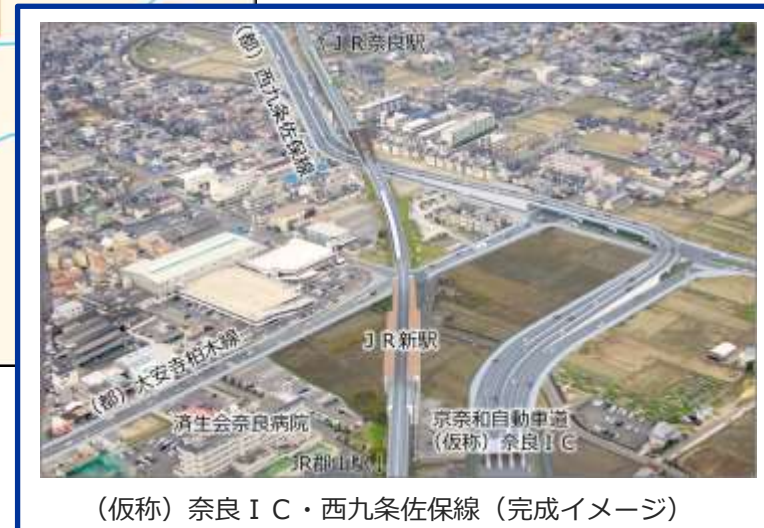 ↑ＪＲ奈良駅
（都）西九条佐保線
ＪＲ新駅
（都）大安寺柏木線
済生会奈良病院
京奈和自動車道
（仮称）奈良ＩＣ
JR郡山駅↓
（仮称）奈良ＩＣ・西九条佐保線（完成イメージ）